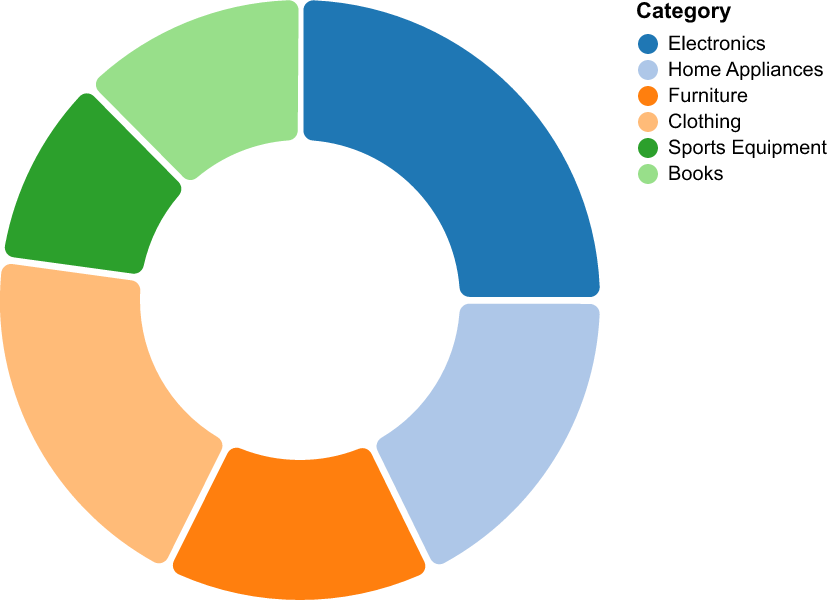 Category
Electronics
Home Appliances
Furniture
Clothing
Sports Equipment
Books